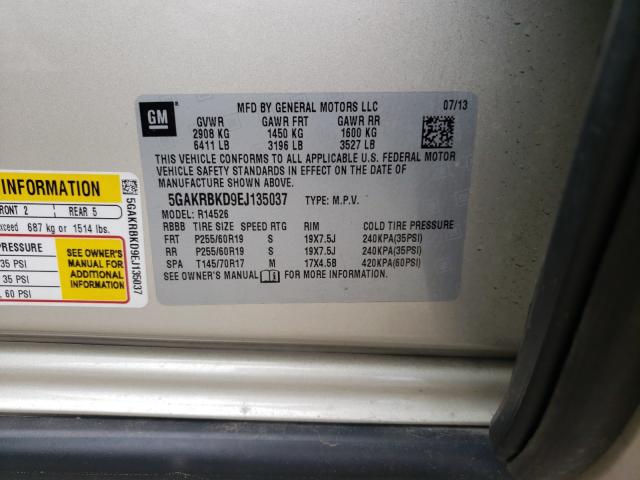 GM
MFD BY GENERAL MOTORS LLC 07/13
GVWR GAWR FRT GAWR RR
2908 KG 1450 KG 1600 KG
6411 LB 3196 LB 3527 LB
THIS VEHICLE CONFORMS TO ALL APPLICABLE U.S. FEDERAL MOTOR
VEHICLE SAFETY STANDARDS IN EFFECT ON THE DATE OF
MANUFACTURE SHOWN ABOVE.
5GAKRBKD9EJ135037 TYPE: M.P.V.
MODEL: R14526
RBBB TIRE SIZE SPEED RTG RIM COLD TIRE PRESSURE
FRT P255/60R19 S 19X7.5J 240KPA(35PSI)
RR P255/60R19 S 19X7.5J 240KPA(35PSI)
SPA T145/70R17 M 17X4.5B 420KPA(60PSI)
SEE OWNER'S MANUAL FOR MORE INFORMATION.
INFORMATION
FRONT 2 REAR 5
exceed 687 kg or 1514 lbs.
35 PSI
35 PSI
60 PSI
SEE OWNER'S
MANUAL FOR
ADDITIONAL
INFORMATION
5GAKRBKD9EJ135037